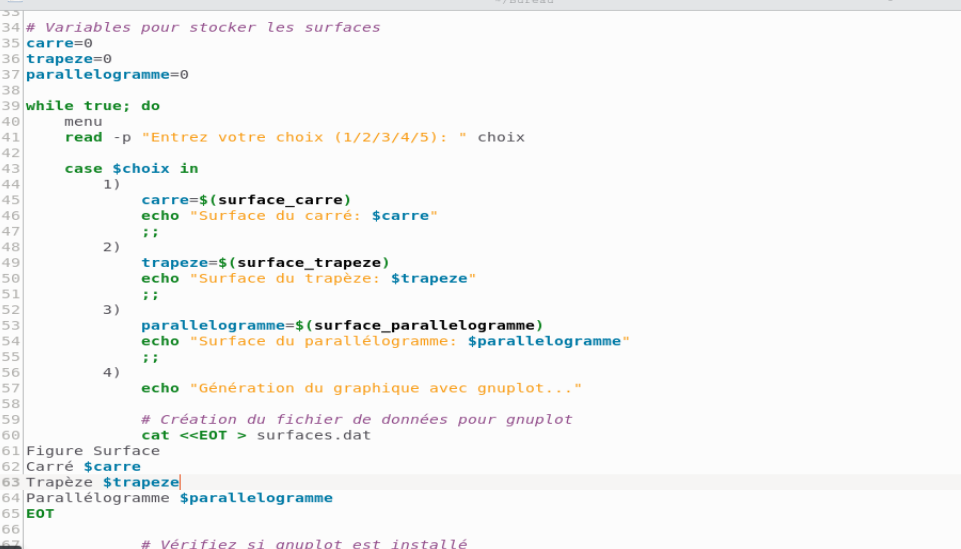 ~/Bureau
33
34 # Variables pour stocker les surfaces
35 carre=0
36 trapeze=0
37 parallelogramme=0
38
39 while true; do
40     menu
41     read -p "Entrez votre choix (1/2/3/4/5): " choix
42
43     case $choix in
44         1)
45             carre=$(surface_carre)
46             echo "Surface du carré: $carre"
47             ;;
48         2)
49             trapeze=$(surface_trapeze)
50             echo "Surface du trapèze: $trapeze"
51             ;;
52         3)
53             parallelogramme=$(surface_parallelogramme)
54             echo "Surface du parallélogramme: $parallelogramme"
55             ;;
56         4)
57             echo "Génération du graphique avec gnuplot..."
58
59             # Création du fichier de données pour gnuplot
60             cat <<EOT > surfaces.dat
61 Figure Surface
62 Carré $carre
63 Trapèze $trapeze
64 Parallélogramme $parallelogramme
65 EOT
66
67             # Vérifiez si gnuplot est installé